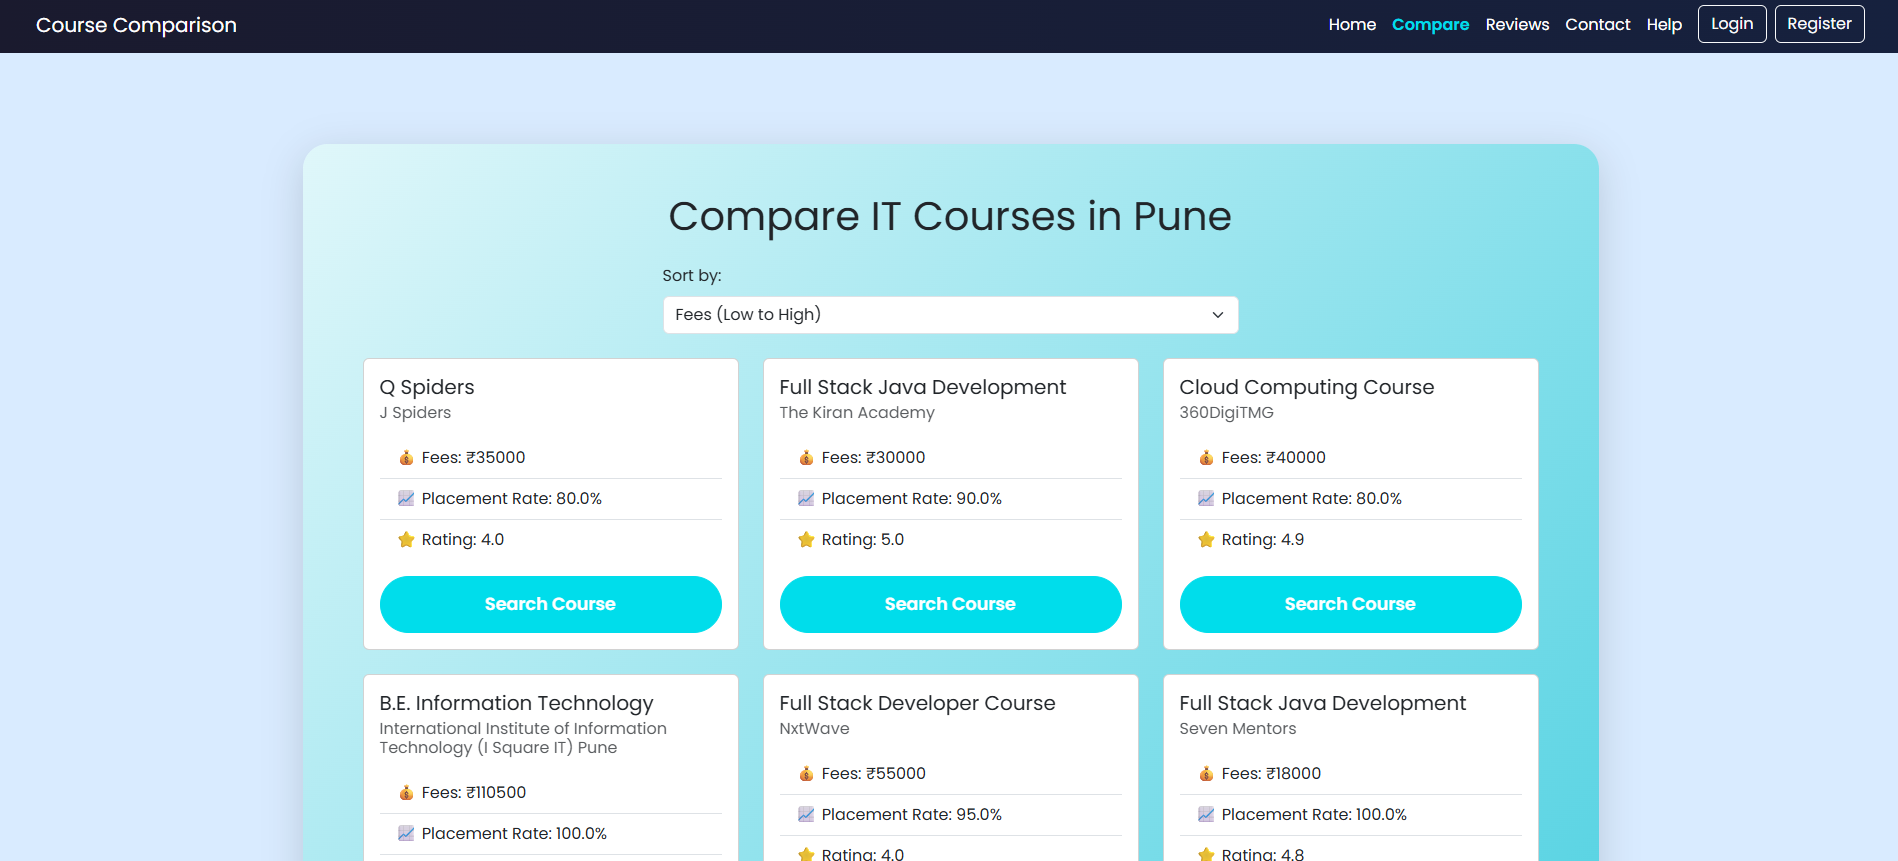 Course Comparison
Home Compare Reviews Contact Help Login Register
Compare IT Courses in Pune
Sort by:
Fees (Low to High)
Q Spiders
J Spiders
Fees: ₹35000
Placement Rate: 80.0%
Rating: 4.0
Search Course
Full Stack Java Development
The Kiran Academy
Fees: ₹30000
Placement Rate: 90.0%
Rating: 5.0
Search Course
Cloud Computing Course
360DigiTMG
Fees: ₹40000
Placement Rate: 80.0%
Rating: 4.9
Search Course
B.E. Information Technology
International Institute of Information
Technology (I Square IT) Pune
Fees: ₹110500
Placement Rate: 100.0%
Full Stack Developer Course
NxtWave
Fees: ₹55000
Placement Rate: 95.0%
Rating: 4.0
Full Stack Java Development
Seven Mentors
Fees: ₹18000
Placement Rate: 100.0%
Rating: 4.8